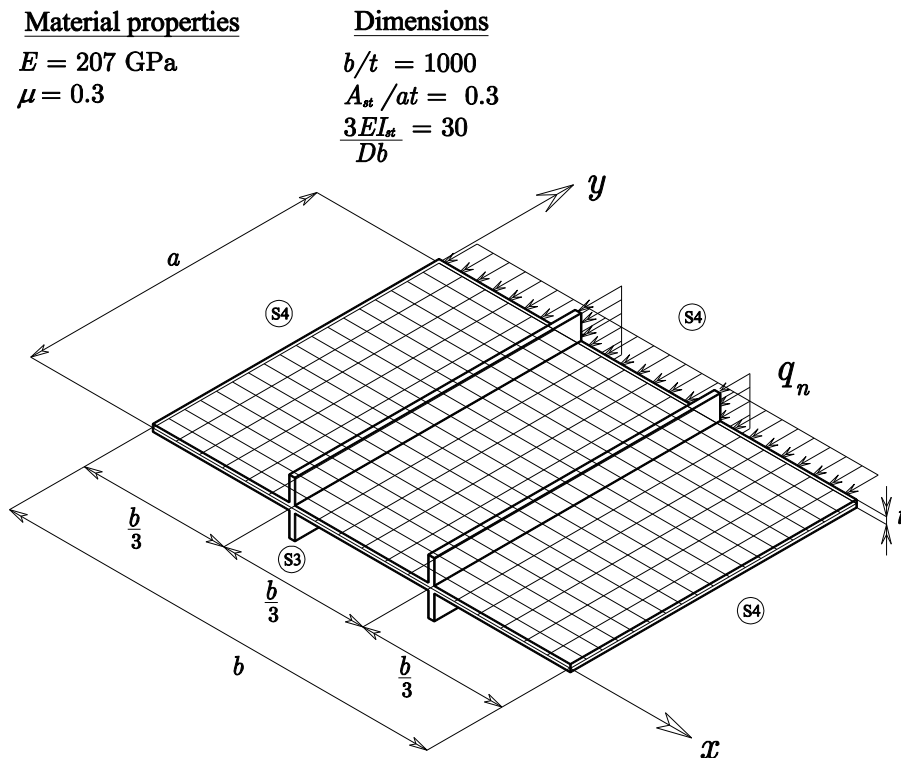 Material properties
E = 207 GPa
μ = 0.3
Dimensions
b/t = 1000
A_st /at = 0.3
3EI_st = 30
Db
y
a
S4
S4
q_n
t
b
3
S3
b
3
S4
b
b
3
x